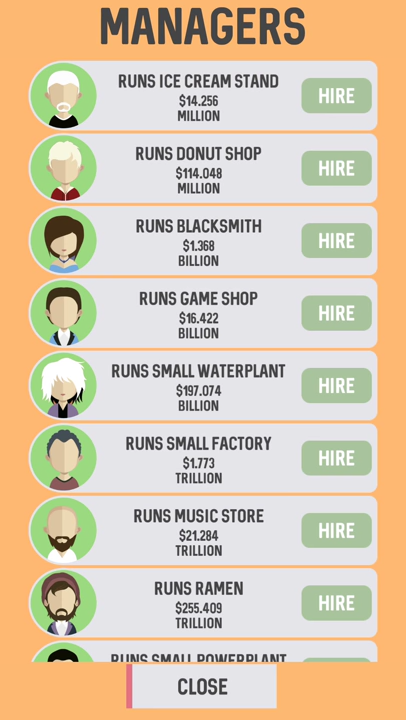 MANAGERS
RUNS ICE CREAM STAND
$14.256
MILLION
HIRE
RUNS DONUT SHOP
$114.048
MILLION
HIRE
RUNS BLACKSMITH
$1.368
BILLION
HIRE
RUNS GAME SHOP
$16.422
BILLION
HIRE
RUNS SMALL WATERPLANT
$197.074
BILLION
HIRE
RUNS SMALL FACTORY
$1.773
TRILLION
HIRE
RUNS MUSIC STORE
$21.284
TRILLION
HIRE
RUNS RAMEN
$255.409
TRILLION
HIRE
RUNS SMALL POWERPLANT
CLOSE